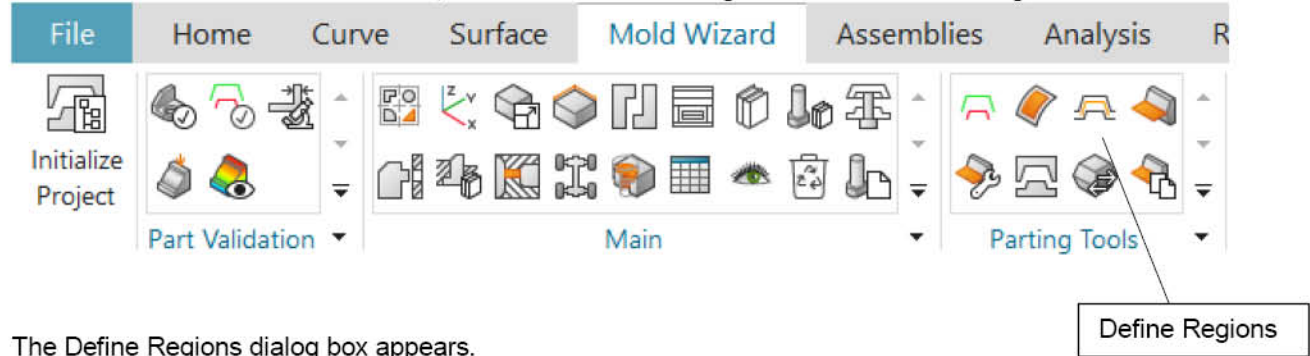 File Home Curve Surface Mold Wizard Assemblies Analysis R
Initialize
Project
Part Validation Main Parting Tools
Define Regions
The Define Regions dialog box appears.